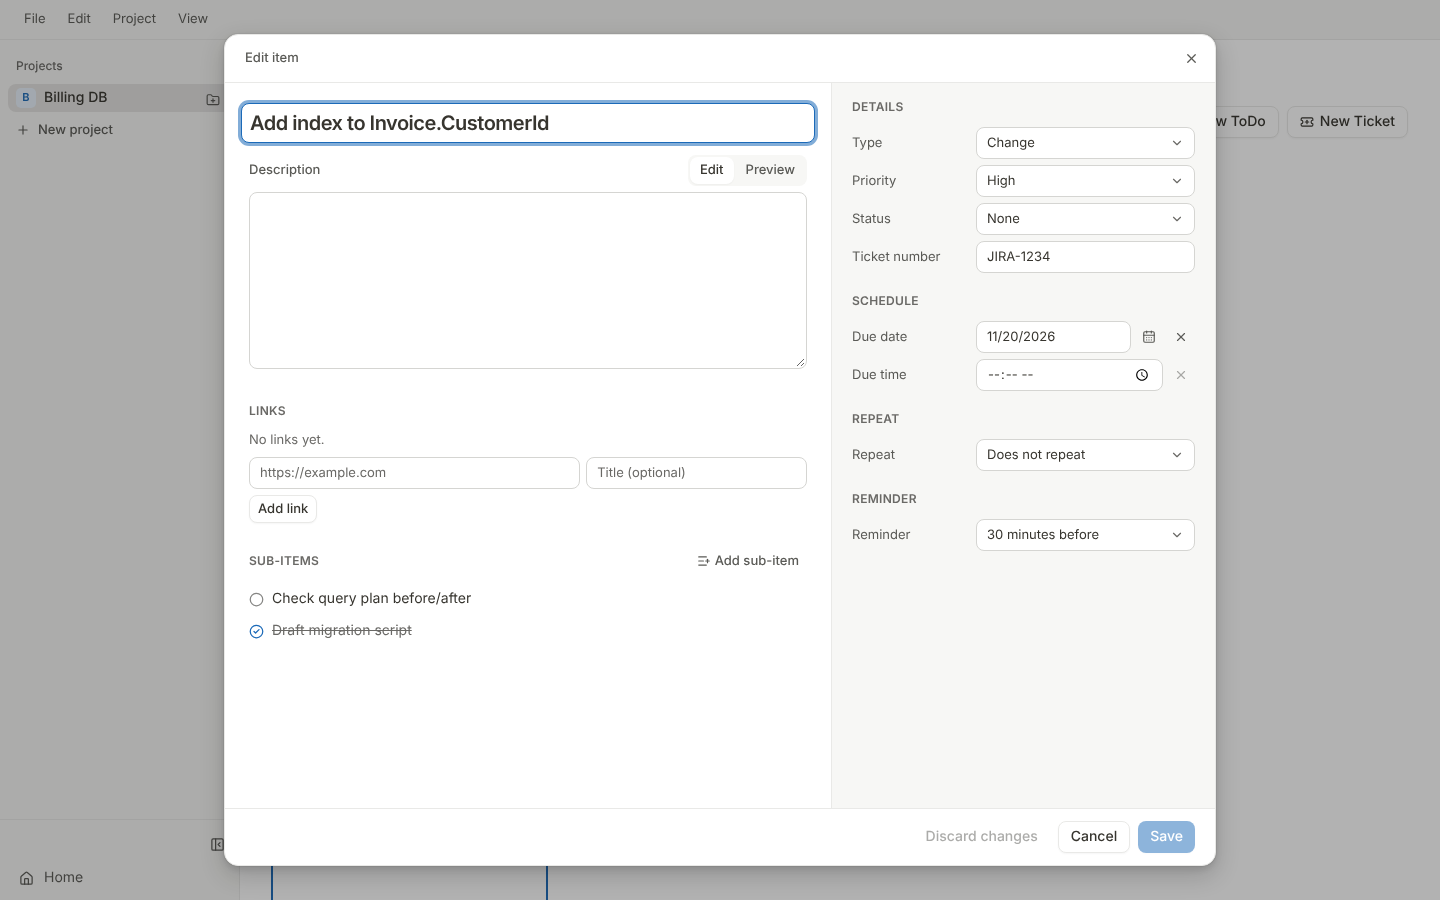 File Edit Project View
Edit item
Projects
B Billing DB
New project
w ToDo
New Ticket
Add index to Invoice.CustomerId
Description
Edit Preview
LINKS
No links yet.
https://example.com
Title (optional)
Add link
SUB-ITEMS
Add sub-item
Check query plan before/after
Draft migration script
DETAILS
Type Change
Priority High
Status None
Ticket number JIRA-1234
SCHEDULE
Due date 11/20/2026
Due time --:-- --
REPEAT
Repeat Does not repeat
REMINDER
Reminder 30 minutes before
Discard changes Cancel Save
Home